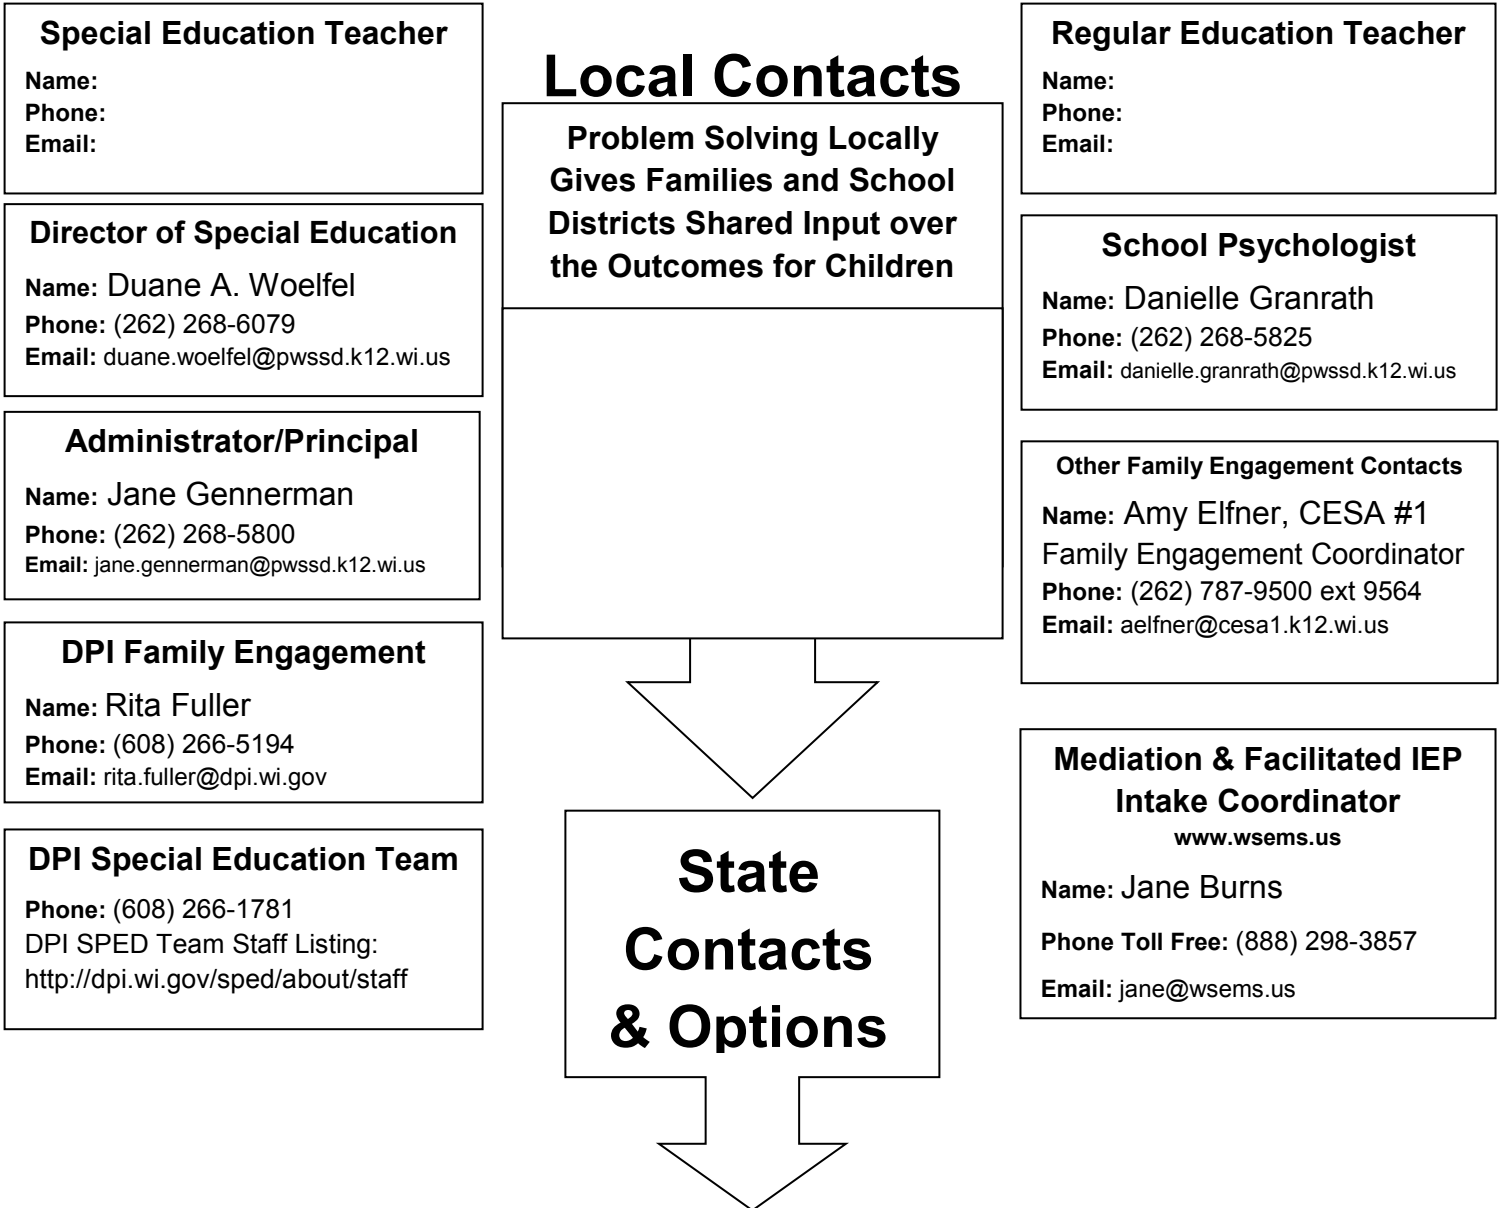 Special Education Teacher
Name:
Phone:
Email:
Local Contacts
Problem Solving Locally
Gives Families and School
Districts Shared Input over
the Outcomes for Children
Regular Education Teacher
Name:
Phone:
Email:
Director of Special Education
Name: Duane A. Woelfel
Phone: (262) 268-6079
Email: duane.woelfel@pwssd.k12.wi.us
School Psychologist
Name: Danielle Granrath
Phone: (262) 268-5825
Email: danielle.granrath@pwssd.k12.wi.us
Administrator/Principal
Name: Jane Gennerman
Phone: (262) 268-5800
Email: jane.gennerman@pwssd.k12.wi.us
Other Family Engagement Contacts
Name: Amy Elfner, CESA #1
Family Engagement Coordinator
Phone: (262) 787-9500 ext 9564
Email: aelfner@cesa1.k12.wi.us
DPI Family Engagement
Name: Rita Fuller
Phone: (608) 266-5194
Email: rita.fuller@dpi.wi.gov
Mediation & Facilitated IEP
Intake Coordinator
www.wsems.us
Name: Jane Burns
Phone Toll Free: (888) 298-3857
Email: jane@wsems.us
DPI Special Education Team
Phone: (608) 266-1781
DPI SPED Team Staff Listing:
http://dpi.wi.gov/sped/about/staff
State
Contacts
& Options